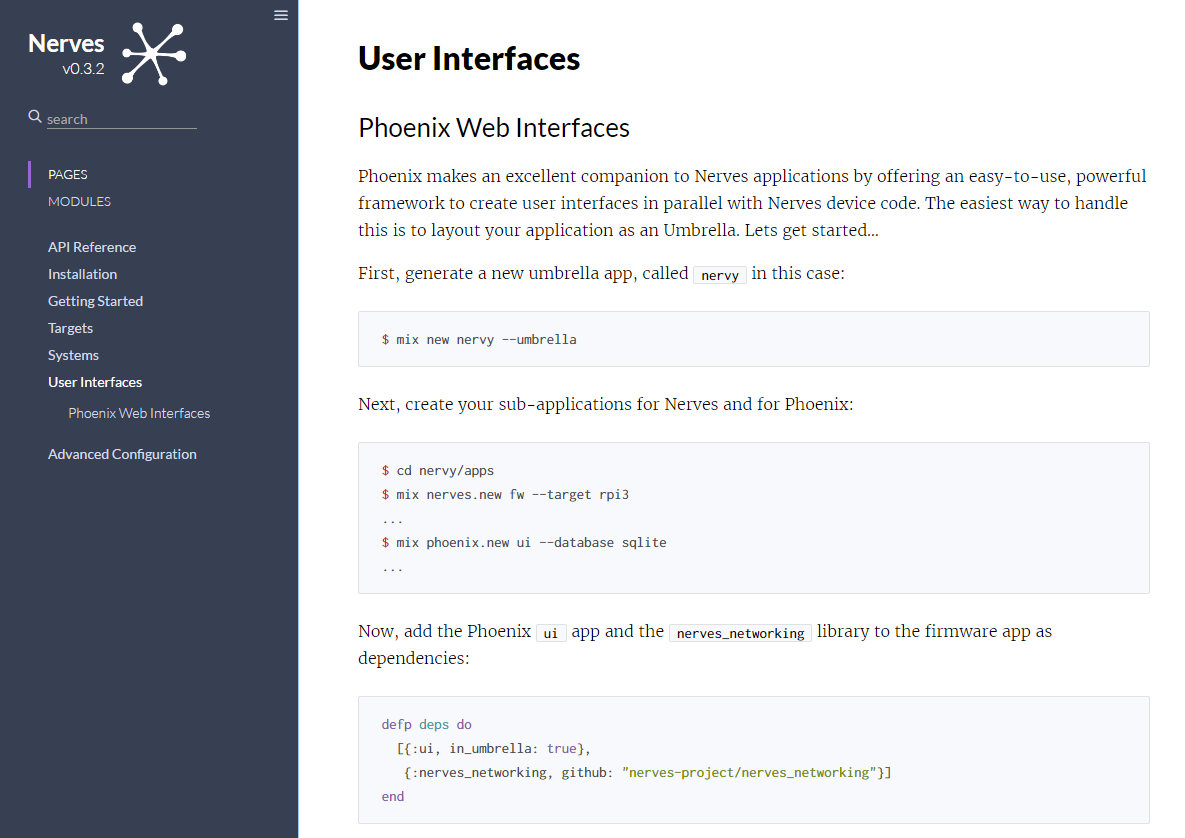 Nerves
v0.3.2
search
PAGES
MODULES
API Reference
Installation
Getting Started
Targets
Systems
User Interfaces
Phoenix Web Interfaces
Advanced Configuration
User Interfaces
Phoenix Web Interfaces
Phoenix makes an excellent companion to Nerves applications by offering an easy-to-use, powerful
framework to create user interfaces in parallel with Nerves device code. The easiest way to handle
this is to layout your application as an Umbrella. Lets get started...
First, generate a new umbrella app, called nervy in this case:
$ mix new nervy --umbrella
Next, create your sub-applications for Nerves and for Phoenix:
$ cd nervy/apps
$ mix nerves.new fw --target rpi3
...
$ mix phoenix.new ui --database sqlite
...
Now, add the Phoenix ui app and the nerves_networking library to the firmware app as
dependencies:
defp deps do
  [{:ui, in_umbrella: true},
   {:nerves_networking, github: "nerves-project/nerves_networking"}]
end